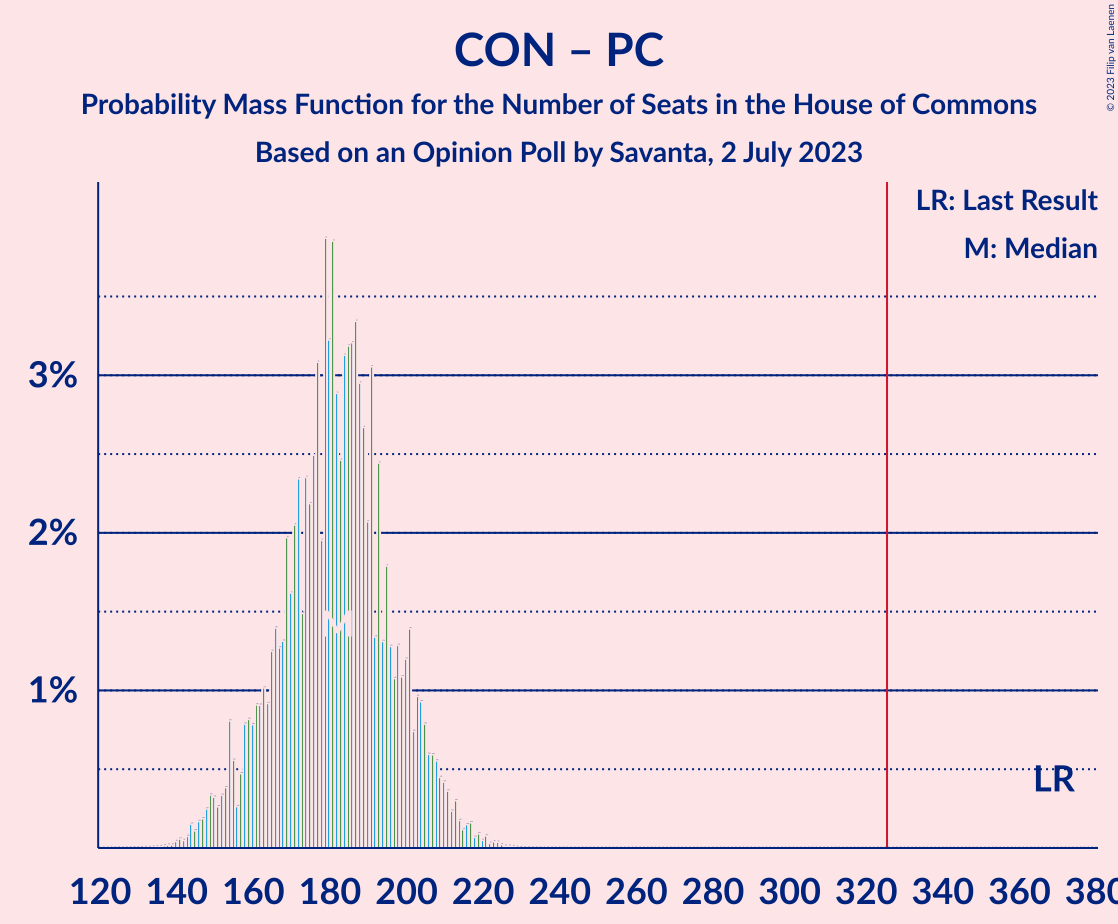 CON – PC
Probability Mass Function for the Number of Seats in the House of Commons
Based on an Opinion Poll by Savanta, 2 July 2023
© 2023 Filip van Laenen
LR: Last Result
M: Median
3%
2%
1%
M
LR
120 140 160 180 200 220 240 260 280 300 320 340 360 380